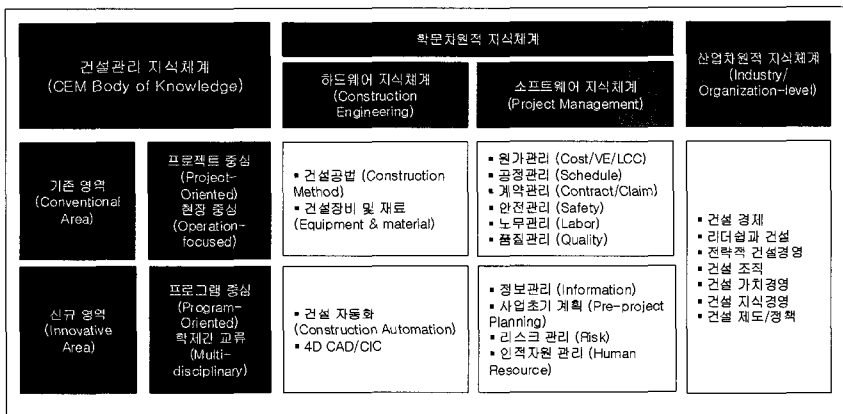 건설관리 지식체계
(CEM Body of Knowledge)
학문차원적 지식체계
하드웨어 지식체계
(Construction
Engineering)
소프트웨어 지식체계
(Project Management)
산업차원적 지식체계
(Industry/
Organization-level)
기존 영역
(Conventional
Area)
프로젝트 중심
(Project-
Oriented)
현장 중심
(Operation-
focused)
▪ 건설공법 (Construction
Method)
▪ 건설장비 및 재료
(Equipment & material)
▪ 원가관리 (Cost/VE/LCC)
▪ 공정관리 (Schedule)
▪ 계약관리 (Contract/Claim)
▪ 안전관리 (Safety)
▪ 노무관리 (Labor)
▪ 품질관리 (Quality)
▪ 건설 경제
▪ 리더쉽과 건설
▪ 전략적 건설경영
▪ 건설 조직
▪ 건설 가치경영
▪ 건설 지식경영
▪ 건설 제도/정책
신규 영역
(Innovative
Area)
프로그램 중심
(Program-
Oriented)
학제간 교류
(Multi-
disciplinary)
▪ 건설 자동화
(Construction Automation)
▪ 4D CAD/CIC
▪ 정보관리 (Information)
▪ 사업초기 계획 (Pre-project
Planning)
▪ 리스크 관리 (Risk)
▪ 인적자원 관리 (Human
Resource)